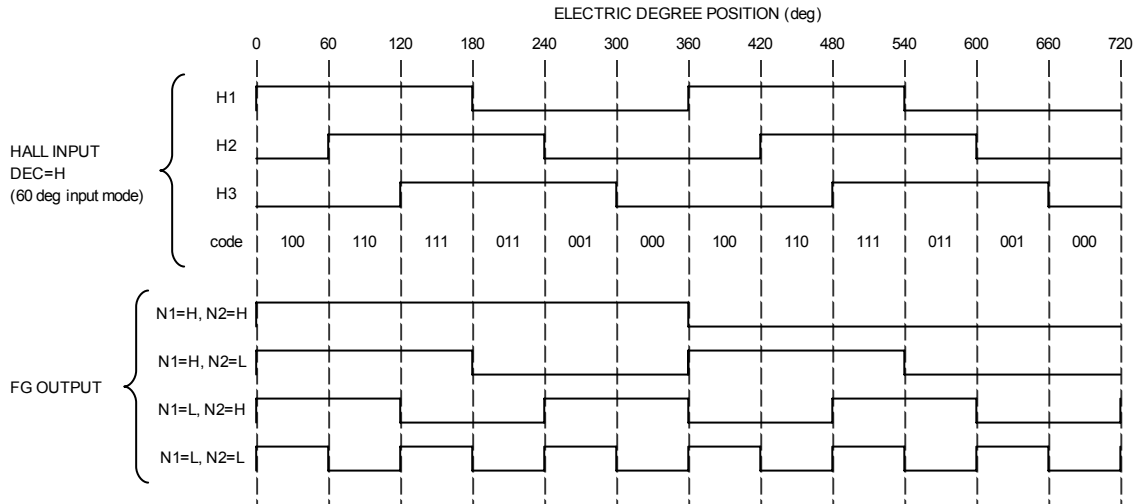 ELECTRIC DEGREE POSITION (deg)
0 60 120 180 240 300 360 420 480 540 600 660 720
H1
H2
HALL INPUT
DEC=H
(60 deg input mode)
H3
code 100 110 111 011 001 000 100 110 111 011 001 000
N1=H, N2=H
N1=H, N2=L
FG OUTPUT
N1=L, N2=H
N1=L, N2=L